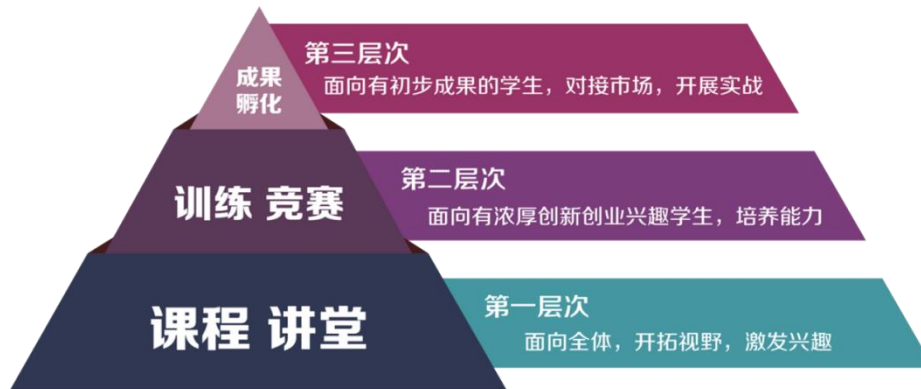 第三层次
成果
孵化
面向有初步成果的学生，对接市场，开展实战
第二层次
训练 竞赛
面向有浓厚创新创业兴趣学生，培养能力
第一层次
课程 讲堂
面向全体，开拓视野，激发兴趣